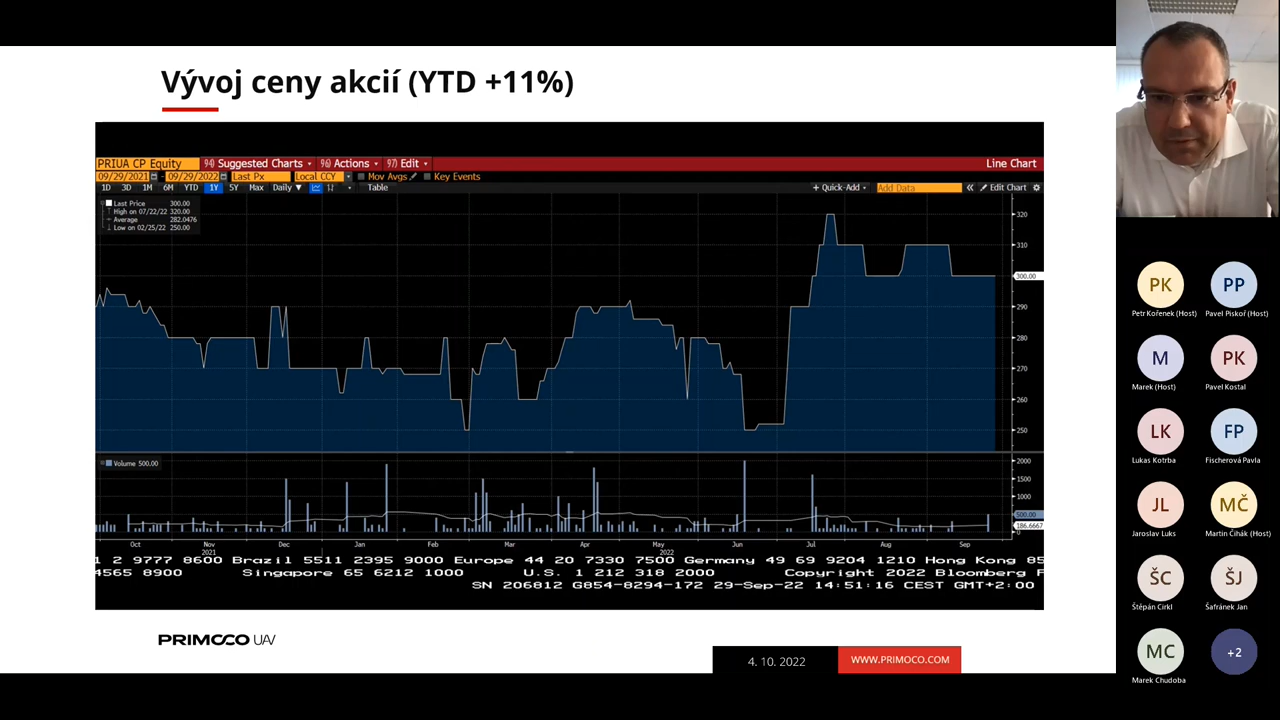 Vývoj ceny akcií (YTD +11%)
PRIUA CP Equity 94) Suggested Charts 96) Actions 97) Edit Line Chart
09/29/2021 - 09/29/2022 Last Px Local CCY Mov Avgs Key Events
1D 3D 1M 6M YTD 1Y 5Y Max Daily ▼ Table + Quick-Add Add Data « Edit Chart
Last Price 300.00
High on 07/22/22 320.00
Average 282.0476
Low on 02/25/22 250.00
320
310
300.00
290
280
270
260
250
Volume 500.00
2000
1500
1000
500.00
186.6667
0
Oct Nov Dec Jan Feb Mar Apr May Jun Jul Aug Sep
2021 2022
1 2 9777 8600 Brazil 5511 2395 9000 Europe 44 20 7330 7500 Germany 49 69 9204 1210 Hong Kong 85
4565 8900 Singapore 65 6212 1000 U.S. 1 212 318 2000 Copyright 2022 Bloomberg F
SN 206812 G854-8294-172 29-Sep-22 14:51:16 CEST GMT+2:00
PRIMOCO UAV
4. 10. 2022
WWW.PRIMOCO.COM
PK PP
Petr Kořenek (Host) Pavel Piskoř (Host)
M PK
Marek (Host) Pavel Kostal
LK FP
Lukas Kotrba Fischerová Pavla
JL MČ
Jaroslav Luks Martin Čihák (Host)
ŠC ŠJ
Štěpán Cirkl Šafránek Jan
MC +2
Marek Chudoba